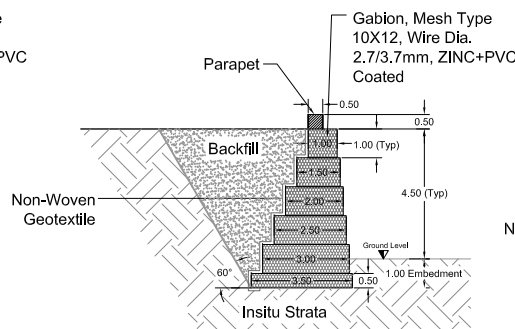 PVC
Gabion, Mesh Type
10X12, Wire Dia.
2.7/3.7mm, ZINC+PVC
Coated
Parapet
0.50
0.50
Backfill
1.00
1.00 (Typ)
1.50
Non-Woven
Geotextile
2.00
4.50 (Typ)
2.50
N
Ground Level
3.00
60°
1.00 Embedment
3.50
0.50
Insitu Strata